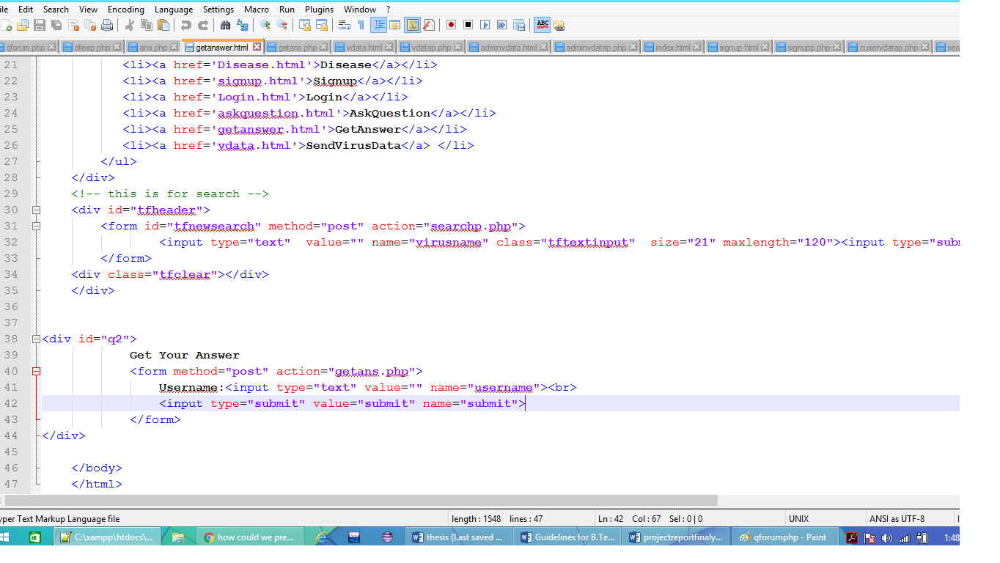 ile Edit Search View Encoding Language Settings Macro Run Plugins Window ?
qforum.php dileep.php ans.php getanswer.html getans.php vdata.html vdatap.php adminvdata.html adminvdatap.php index.html signup.html signupp.php cuservdatap.php sea
21 <li><a href='Disease.html'>Disease</a></li>
22 <li><a href='signup.html'>Signup</a></li>
23 <li><a href='Login.html'>Login</a></li>
24 <li><a href='askquestion.html'>AskQuestion</a></li>
25 <li><a href='getanswer.html'>GetAnswer</a></li>
26 <li><a href='vdata.html'>SendVirusData</a> </li>
27 </ul>
28 </div>
29 <!-- this is for search -->
30 <div id="tfheader">
31 <form id="tfnewsearch" method="post" action="searchp.php">
32 <input type="text"  value="" name="virusname" class="tftextinput"  size="21" maxlength="120"><input type="subm
33 </form>
34 <div class="tfclear"></div>
35 </div>
36
37
38 <div id="q2">
39 Get Your Answer
40 <form method="post" action="getans.php">
41 Username:<input type="text" value="" name="username"><br>
42 <input type="submit" value="submit" name="submit">
43 </form>
44 </div>
45
46 </body>
47 </html>
yper Text Markup Language file length : 1548 lines : 47 Ln : 42 Col : 67 Sel : 0 | 0 UNIX ANSI as UTF-8
C:\xampp\htdocs\... how could we pre... thesis (Last saved ... Guidelines for B.Te... projectreportfinaly... qforumphp - Paint 1:48